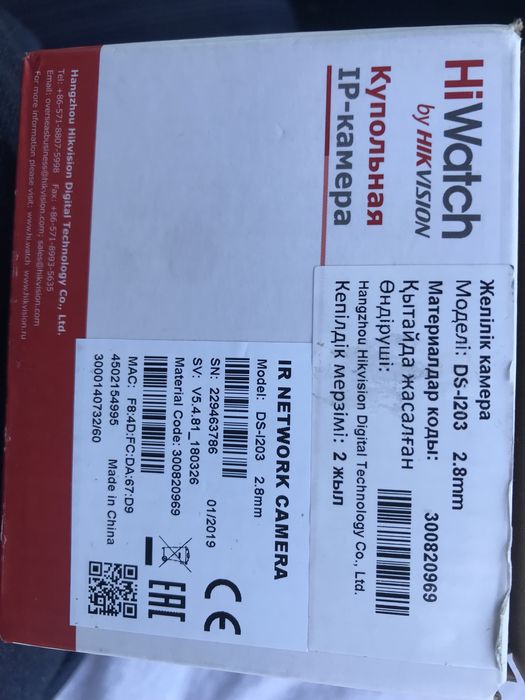 HiWatch
by HIKVISION
Купольная
IP-камера
Желілік камера
Моделі: DS-I203 2.8mm
Материалдар коды: 300820969
Қытайда жасалған
Өндіруші:
Hangzhou Hikvision Digital Technology Co., Ltd.
Кепілдік мерзімі: 2 жыл
IR NETWORK CAMERA
Model: DS-I203 2.8mm
SN: 229463786 01/2019
SV: V5.4.81_180326
Material Code: 300820969
MAC: F8:4D:FC:DA:67:D9
4502154995 Made in China
3000140732/60
CE
EAC
Hangzhou Hikvision Digital Technology Co., Ltd.
Tel: +86-571-8807-5998 Fax: +86-571-8993-5635
Email: overseasbusiness@hikvision.com; sales@hikvision.com
For more information please visit: www.hi.watch www.hikvision.ru